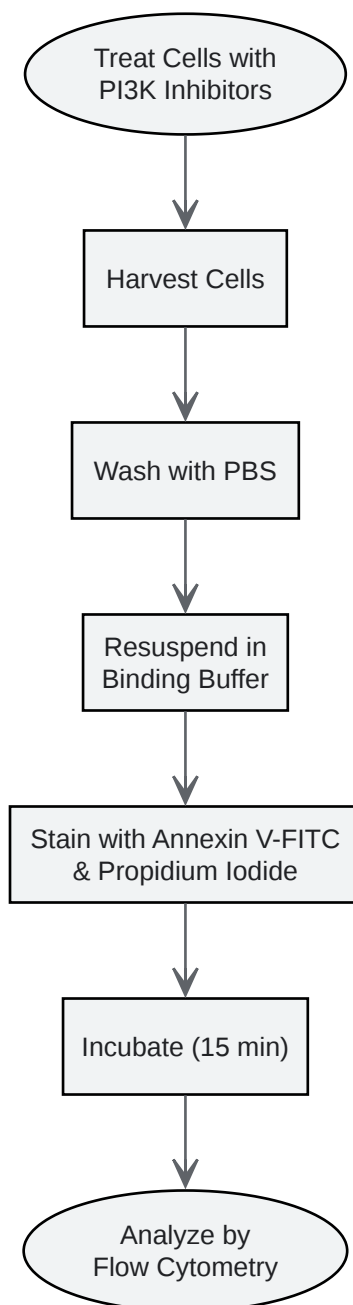 Treat Cells with
PI3K Inhibitors
Harvest Cells
Wash with PBS
Resuspend in
Binding Buffer
Stain with Annexin V-FITC
& Propidium Iodide
Incubate (15 min)
Analyze by
Flow Cytometry